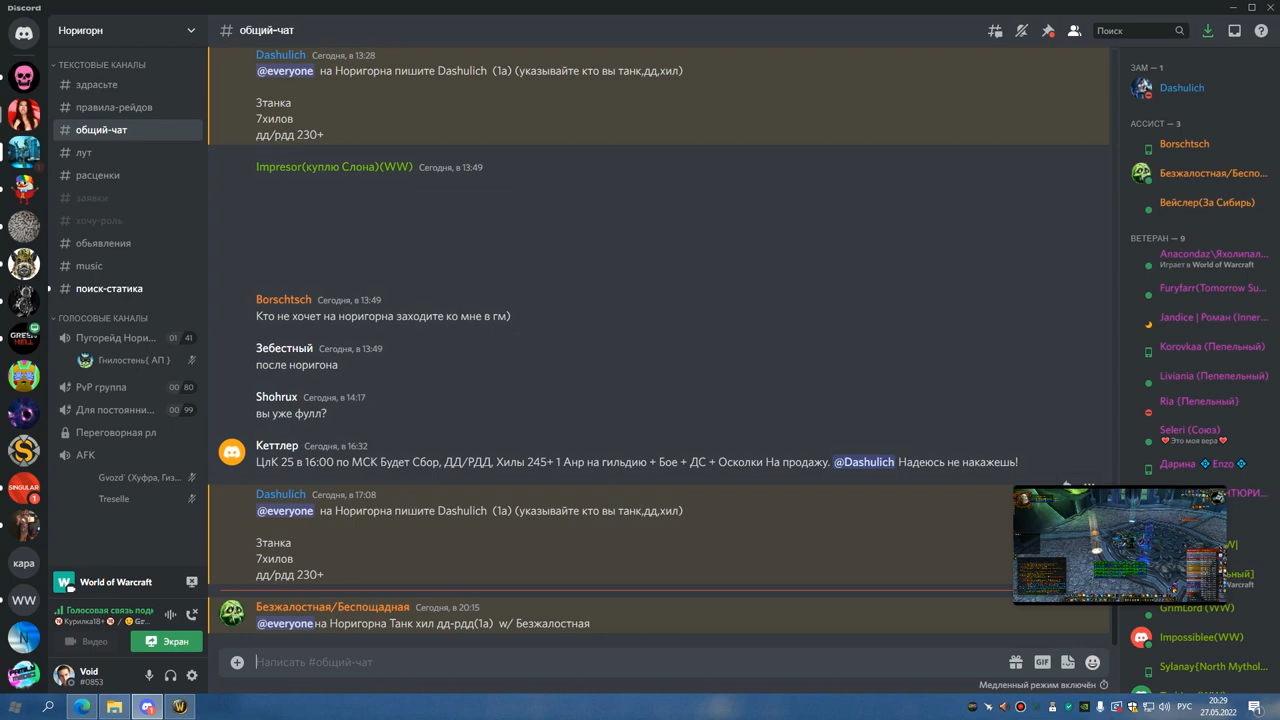 Discord
Норигорн
ТЕКСТОВЫЕ КАНАЛЫ
# здрасьте
# правила-рейдов
# общий-чат
# лут
# расценки
# заявки
# хочу-роль
# обьявления
# music
# поиск-статика
ГОЛОСОВЫЕ КАНАЛЫ
Пугорейд Нори... 01 41
Гнилостень{ АП }
PvP группа 00 80
Для постоянни... 00 99
Переговорная рл
AFK
Gvozd' (Хуфра, Гиз...
Treselle
SINGULAR
кара
WW
World of Warcraft
Голосовая связь подк
Курилка18+
Видео
Экран
Void
#0853
# общий-чат
Поиск
Dashulich Сегодня, в 13:28
@everyone на Норигорна пишите Dashulich (1а) (указывайте кто вы танк,дд,хил)
3танка
7хилов
дд/рдд 230+
Impresor(куплю Слона)(WW) Сегодня, в 13:49
Borschtsch Сегодня, в 13:49
Кто не хочет на норигорна заходите ко мне в гм)
Зебестный Сегодня, в 13:49
после норигона
Shohrux Сегодня, в 14:17
вы уже фулл?
Кеттлер Сегодня, в 16:32
ЦлК 25 в 16:00 по МСК Будет Сбор, ДД/РДД, Хилы 245+ 1 Анр на гильдию + Бое + ДС + Осколки На продажу. @Dashulich Надеюсь не накажешь!
Dashulich Сегодня, в 17:08
@everyone на Норигорна пишите Dashulich (1а) (указывайте кто вы танк,дд,хил)
3танка
7хилов
дд/рдд 230+
Безжалостная/Беспощадная Сегодня, в 20:15
@everyoneна Норигорна Танк хил дд-рдд(1а) w/ Безжалостная
Написать #общий-чат
GIF
Медленный режим включён
ЗАМ — 1
Dashulich
АССИСТ — 3
Borschtsch
Безжалостная/Беспо...
Вейслер(За Сибирь)
ВЕТЕРАН — 9
Anacondaz\Яхолипал...
Играет в World of Warcraft
Furyfarr(Tomorrow Su...
Jandice | Роман (Inner...
Korovkaa (Пепельный)
Liviania (Пепепельный)
Ria {Пепельный}
Seleri (Союз)
Это моя вера
Дарина Enzo
GrimLord (WW)
Impossiblee(WW)
Sylanay{North Mythol...
РУС
20:29
27.05.2022